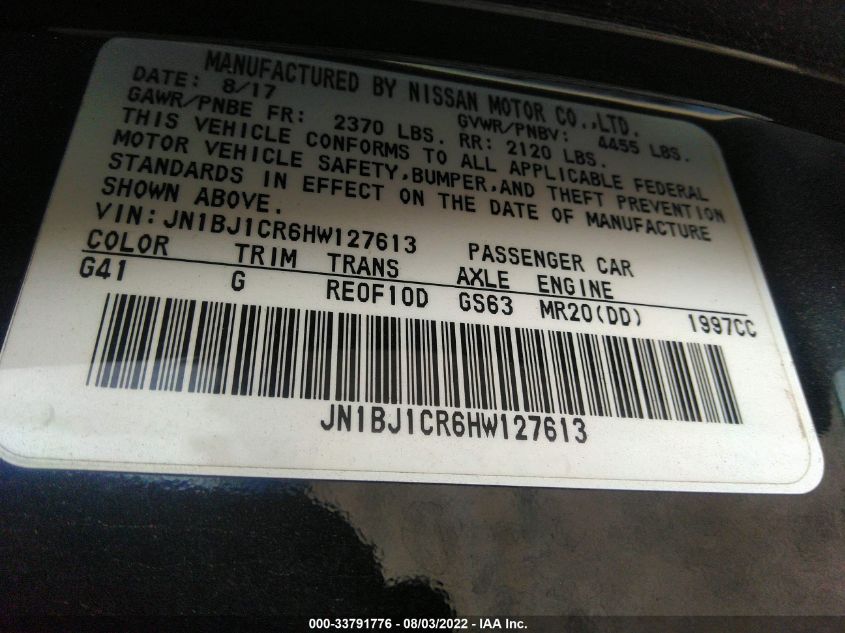 MANUFACTURED BY NISSAN MOTOR CO.,LTD.
DATE: 8/17 GVWR/PNBV: 4455 LBS.
GAWR/PNBE FR: 2370 LBS. RR: 2120 LBS.
THIS VEHICLE CONFORMS TO ALL APPLICABLE FEDERAL
MOTOR VEHICLE SAFETY,BUMPER,AND THEFT PREVENTION
STANDARDS IN EFFECT ON THE DATE OF MANUFACTURE
SHOWN ABOVE.
VIN: JN1BJ1CR6HW127613 PASSENGER CAR
COLOR TRIM TRANS AXLE ENGINE
G41 G RE0F10D GS63 MR20(DD) 1997CC
JN1BJ1CR6HW127613
000-33791776 - 08/03/2022 - IAA Inc.